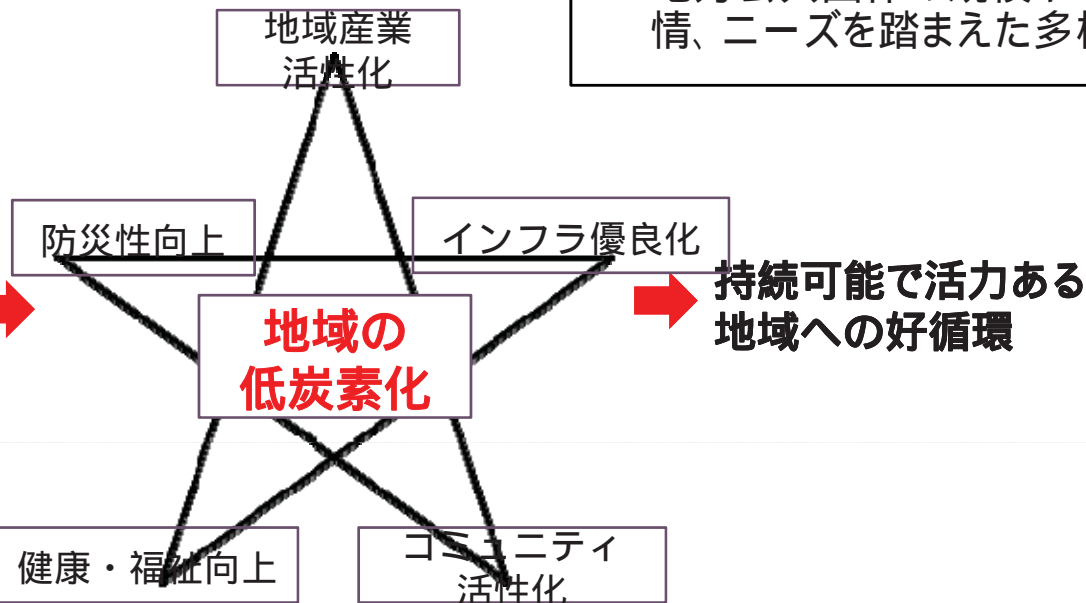 地域産業
活性化
情、ニーズを踏まえた多
防災性向上
インフラ優良化
地域の
低炭素化
持続可能で活力ある
地域への好循環
健康・福祉向上
コミュニティ
活性化